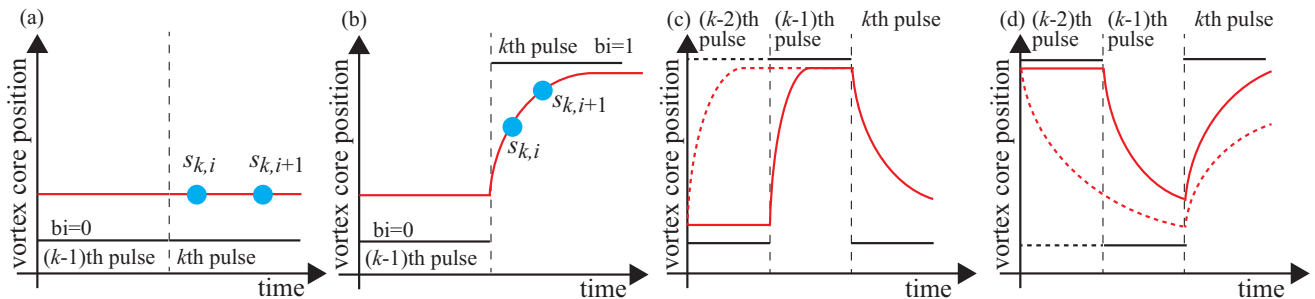 (a)
vortex core position
s_{k,i}
s_{k,i+1}
bi=0
(k-1)th pulse
kth pulse
time
(b)
vortex core position
kth pulse bi=1
s_{k,i+1}
s_{k,i}
bi=0
(k-1)th pulse
time
(c)
(k-2)th
pulse
(k-1)th
pulse
kth pulse
vortex core position
time
(d)
(k-2)th
pulse
(k-1)th
pulse
kth pulse
vortex core position
time